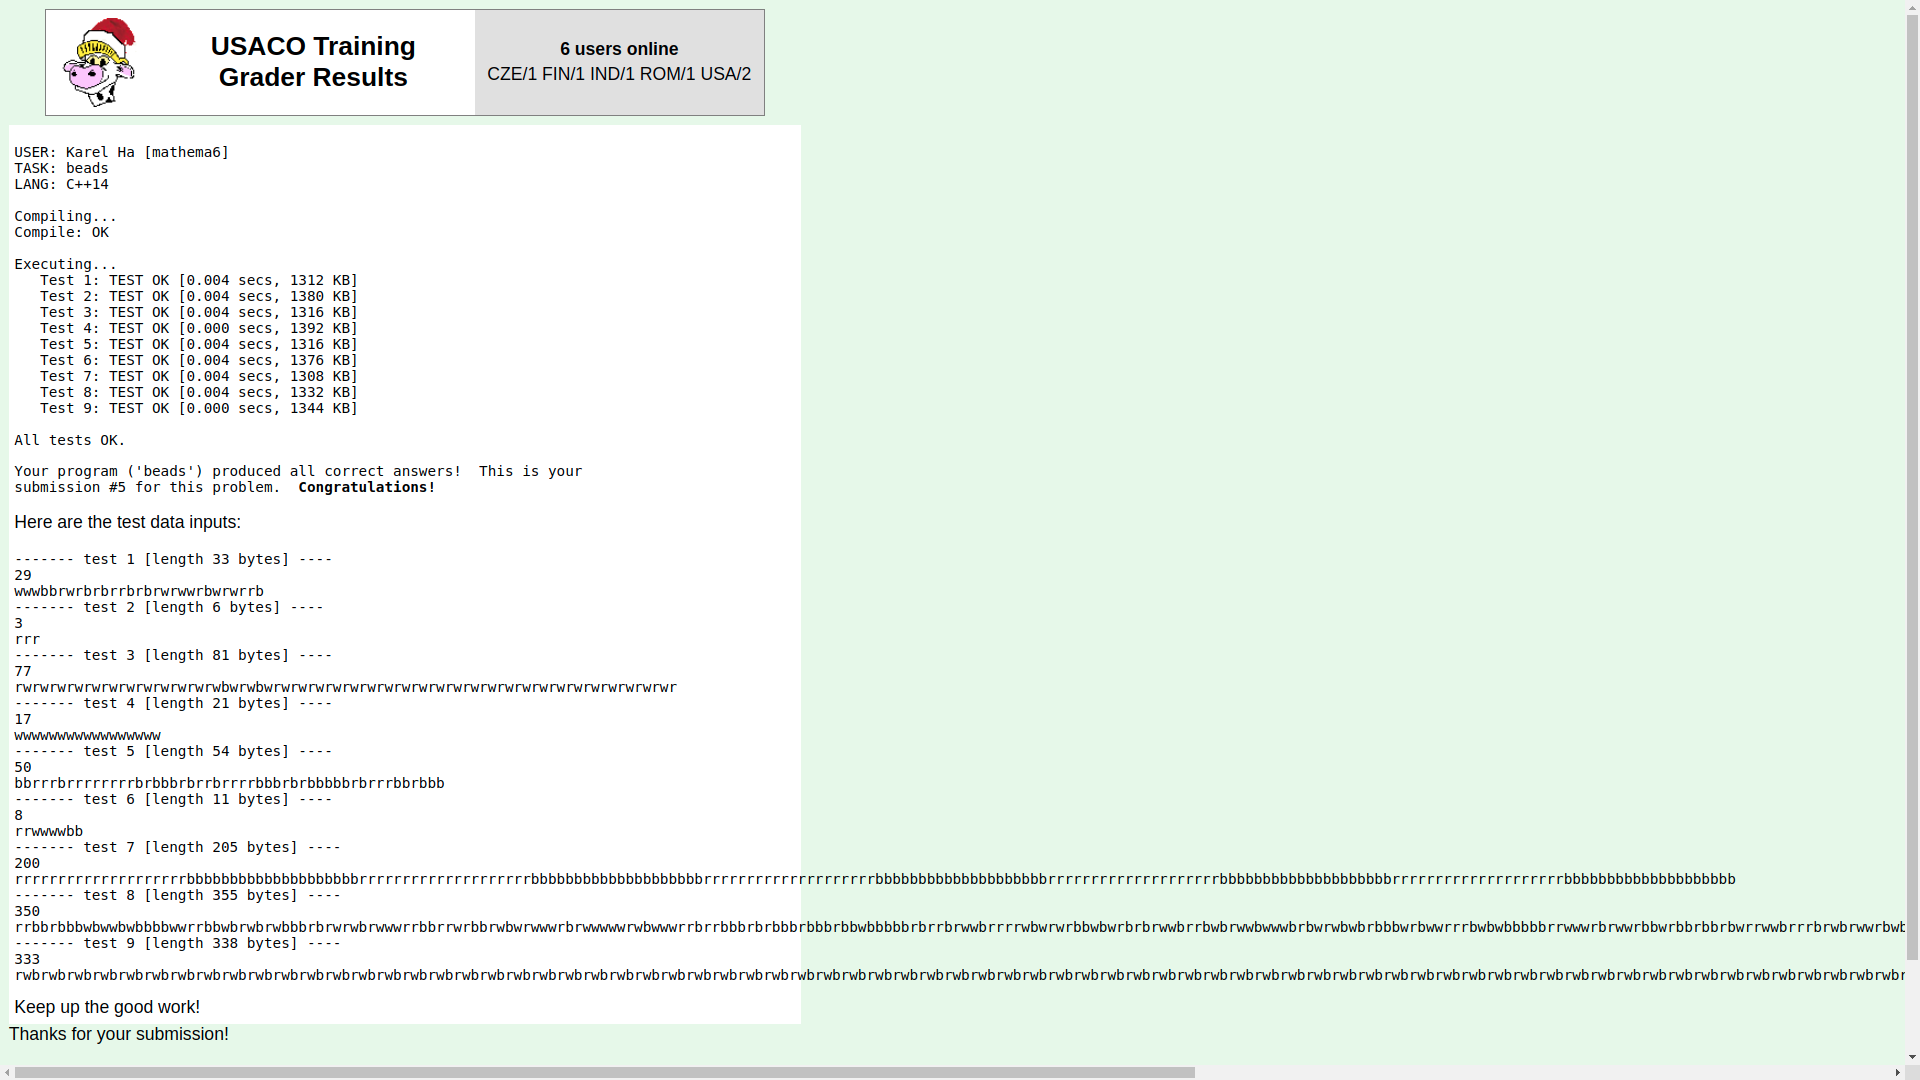 USACO Training
Grader Results
6 users online
CZE/1 FIN/1 IND/1 ROM/1 USA/2
USER: Karel Ha [mathema6]
TASK: beads
LANG: C++14
Compiling...
Compile: OK
Executing...
Test 1: TEST OK [0.004 secs, 1312 KB]
Test 2: TEST OK [0.004 secs, 1380 KB]
Test 3: TEST OK [0.004 secs, 1316 KB]
Test 4: TEST OK [0.000 secs, 1392 KB]
Test 5: TEST OK [0.004 secs, 1316 KB]
Test 6: TEST OK [0.004 secs, 1376 KB]
Test 7: TEST OK [0.004 secs, 1308 KB]
Test 8: TEST OK [0.004 secs, 1332 KB]
Test 9: TEST OK [0.000 secs, 1344 KB]
All tests OK.
Your program ('beads') produced all correct answers!  This is your
submission #5 for this problem.  Congratulations!
Here are the test data inputs:
------- test 1 [length 33 bytes] ----
29
wwwbbrwrbrbrrbrbrwrwwrbwrwrrb
------- test 2 [length 6 bytes] ----
3
rrr
------- test 3 [length 81 bytes] ----
77
rwrwrwrwrwrwrwrwrwrwrwrwbwrwbwrwrwrwrwrwrwrwrwrwrwrwrwrwrwrwrwrwrwrwrwrwrwrwr
------- test 4 [length 21 bytes] ----
17
wwwwwwwwwwwwwwwww
------- test 5 [length 54 bytes] ----
50
bbrrrbrrrrrrrrbrbbbrbrrbrrrrbbbrbrbbbbbrbrrrbbrbbb
------- test 6 [length 11 bytes] ----
8
rrwwwwbb
------- test 7 [length 205 bytes] ----
200
rrrrrrrrrrrrrrrrrrrrbbbbbbbbbbbbbbbbbbbbrrrrrrrrrrrrrrrrrrrrbbbbbbbbbbbbbbbbbbbbrrrrrrrrrrrrrrrrrrrrbbbbbbbbbbbbbbbbbbbbrrrrrrrrrrrrrrrrrrrrbbbbbbbbbbbbbbbbbbbbrrrrrrrrrrrrrrrrrrrrbbbbbbbbbbbbbbbbbbbb
------- test 8 [length 355 bytes] ----
350
------- test 9 [length 338 bytes] ----
333
Keep up the good work!
Thanks for your submission!